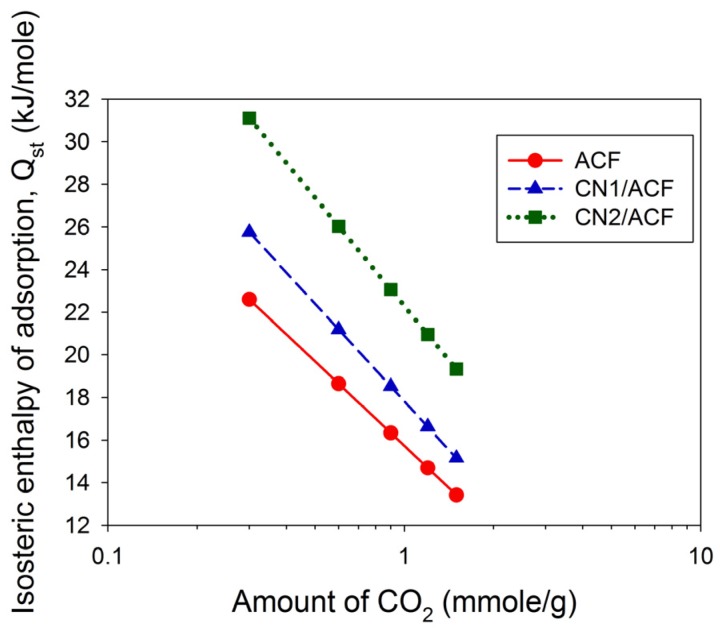 Isosteric enthalpy of adsorption, Qst (kJ/mole)
32
30
28
26
24
22
20
18
16
14
12
0.1
1
10
Amount of CO2 (mmole/g)
ACF
CN1/ACF
CN2/ACF